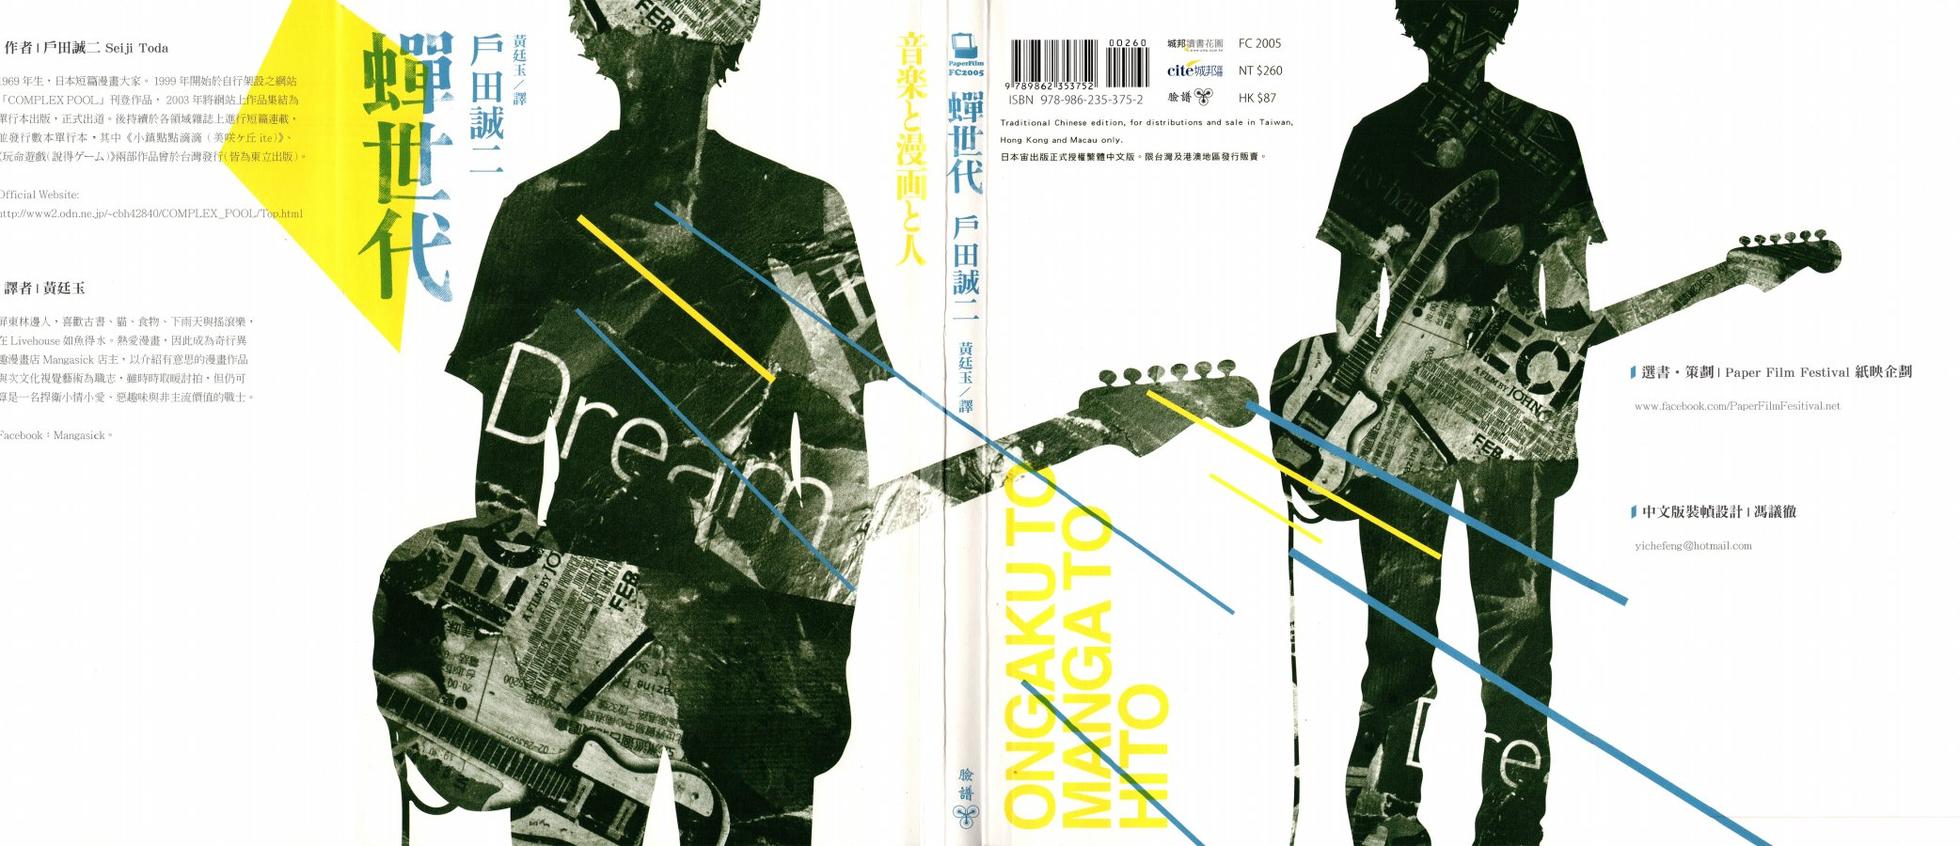 作者|戶田誠二 Seiji Toda
1969 年生，日本短篇漫畫大家。1999 年開始於自行架設之網站
「COMPLEX POOL」刊登作品，2003 年將網站上作品集結為
單行本出版，正式出道。後持續於各領域雜誌上進行短篇連載，
並發行數本單行本，其中《小鎮點點滴滴（美咲ヶ丘 ite）》、
《玩命遊戲（說得ゲーム）》兩部作品曾於台灣發行（皆為東立出版）。
Official Website:
http://www2.odn.ne.jp/~cbh42840/COMPLEX_POOL/Top.html
譯者|黃廷玉
屏東林邊人，喜歡古書、貓、食物、下雨天與搖滾樂，
在 Livehouse 如魚得水。熱愛漫畫，因此成為奇行異
趣漫畫店 Mangasick 店主，以介紹有意思的漫畫作品
與次文化視覺藝術為職志，雖時時取暖討拍，但仍可
算是一名捍衛小情小愛、惡趣味與非主流價值的戰士。
Facebook：Mangasick。
蟬世代
戶田誠二
黃廷玉／譯
FEB
Dream
EC
A FILM BY JO
FEB
音楽と漫画と人
PaperFilm
FC2005
蟬世代
戶田誠二
黃廷玉／譯
臉譜
00260
9 789862 353752
ISBN 978-986-235-375-2
城邦讀書花園
cite城邦
臉譜
FC 2005
NT $260
HK $87
Traditional Chinese edition, for distributions and sale in Taiwan,
Hong Kong and Macau only.
日本宙出版正式授權繁體中文版。限台灣及港澳地區發行販賣。
ONGAKU TO
MANGA TO
HITO
EC
A FILM BY JOHN
FEB
Dre
選書・策劃| Paper Film Festival 紙映企劃
www.facebook.com/PaperFilmFesitival.net
中文版裝幀設計|馮議徹
yichefeng@hotmail.com